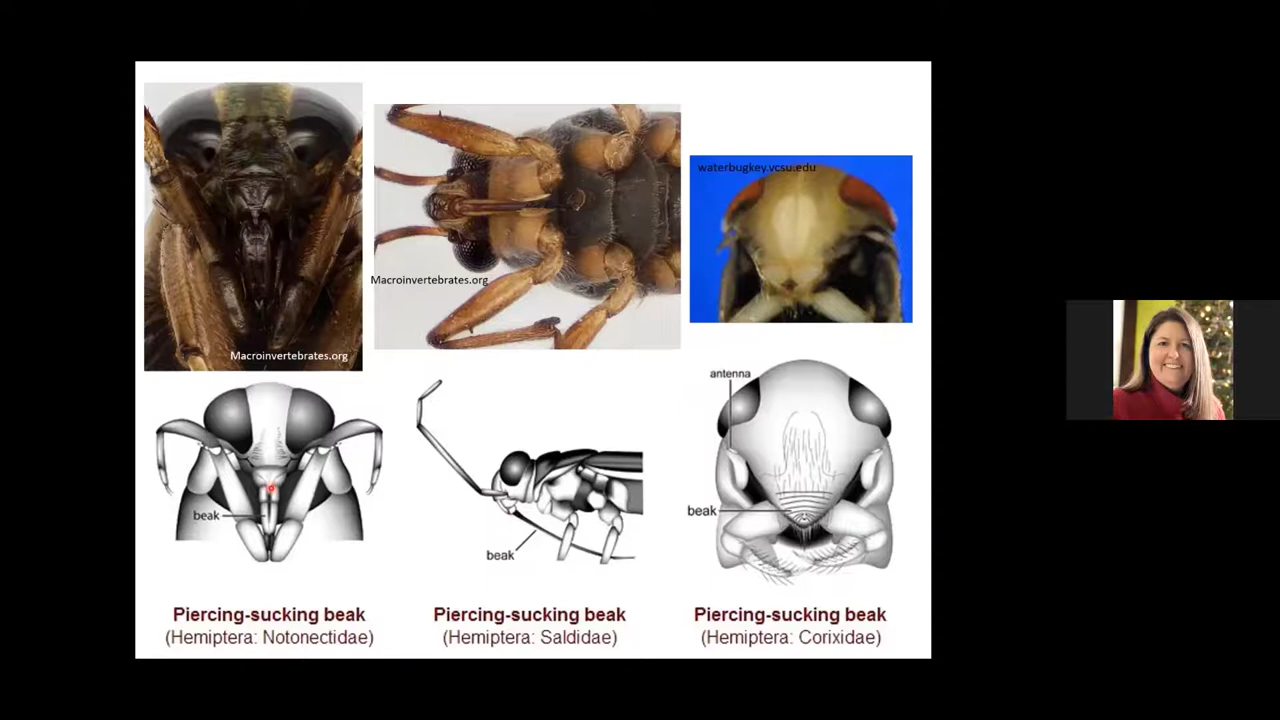 waterbugkey.vcsu.edu
Macroinvertebrates.org
Macroinvertebrates.org
antenna
beak
beak
beak
Piercing-sucking beak
(Hemiptera: Notonectidae)
Piercing-sucking beak
(Hemiptera: Saldidae)
Piercing-sucking beak
(Hemiptera: Corixidae)